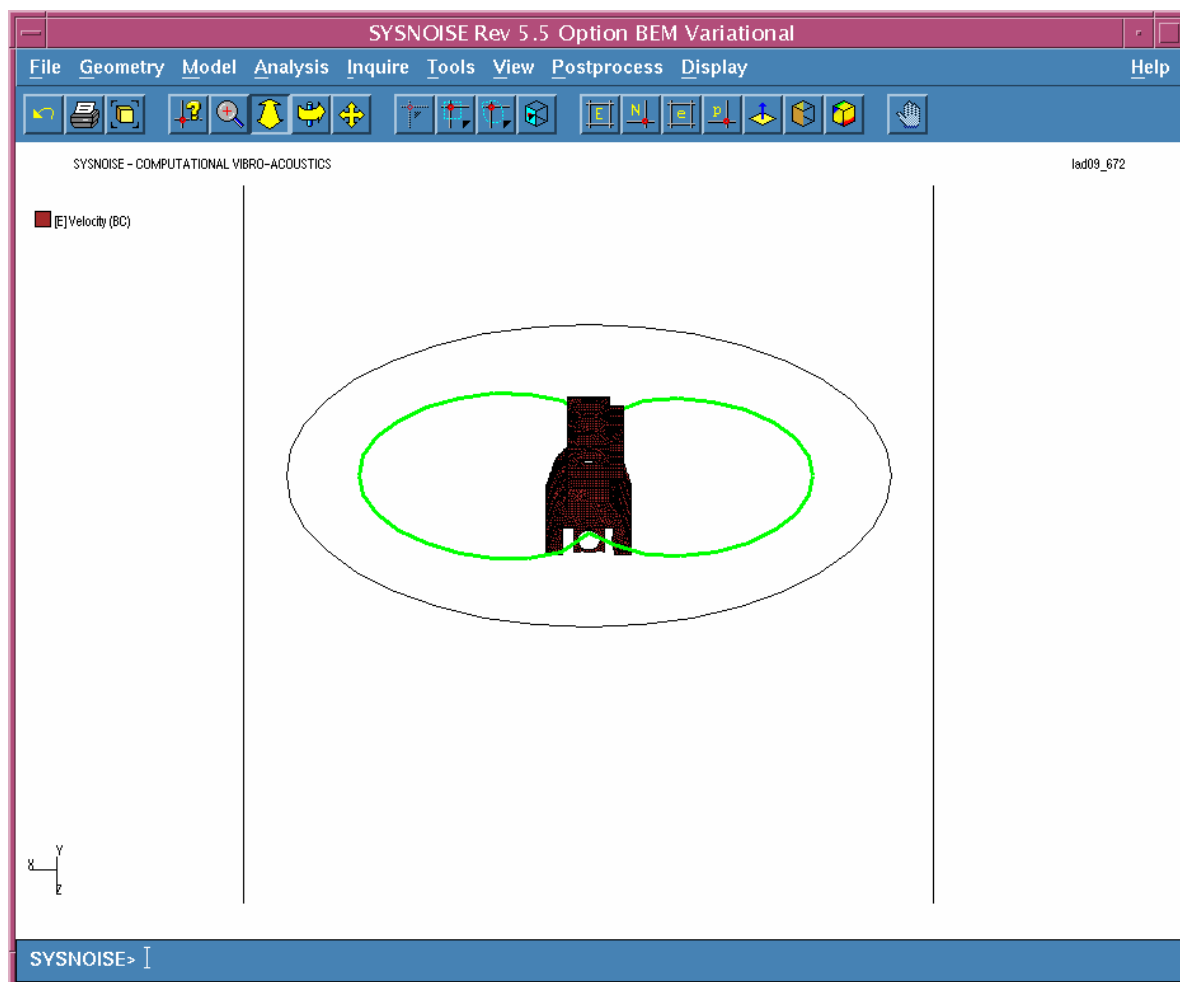 SYSNOISE Rev 5.5 Option BEM Variational
File Geometry Model Analysis Inquire Tools View Postprocess Display Help
? E N e p
SYSNOISE - COMPUTATIONAL VIBRO-ACOUSTICS lad09_672
[E] Velocity (BC)
Y
X
Z
SYSNOISE>